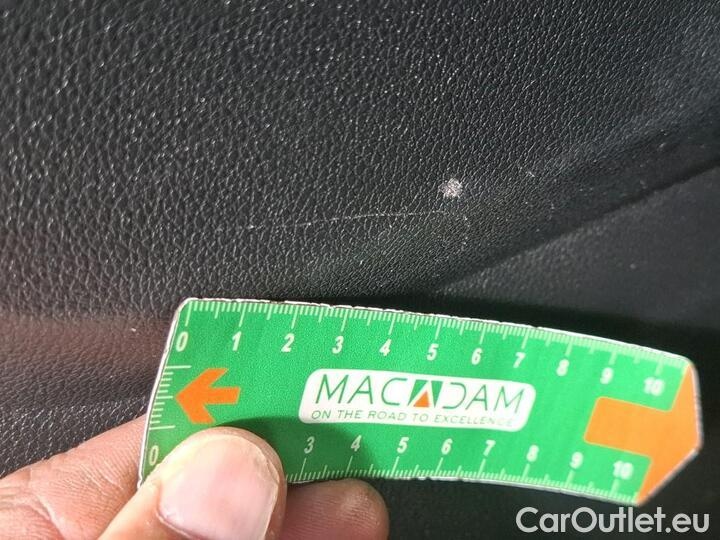 0 1 2 3 4 5 6 7 8 9 10
0
MACADAM
ON THE ROAD TO EXCELLENCE
0 3 4 5 6 7 8 9 10
CarOutlet.eu